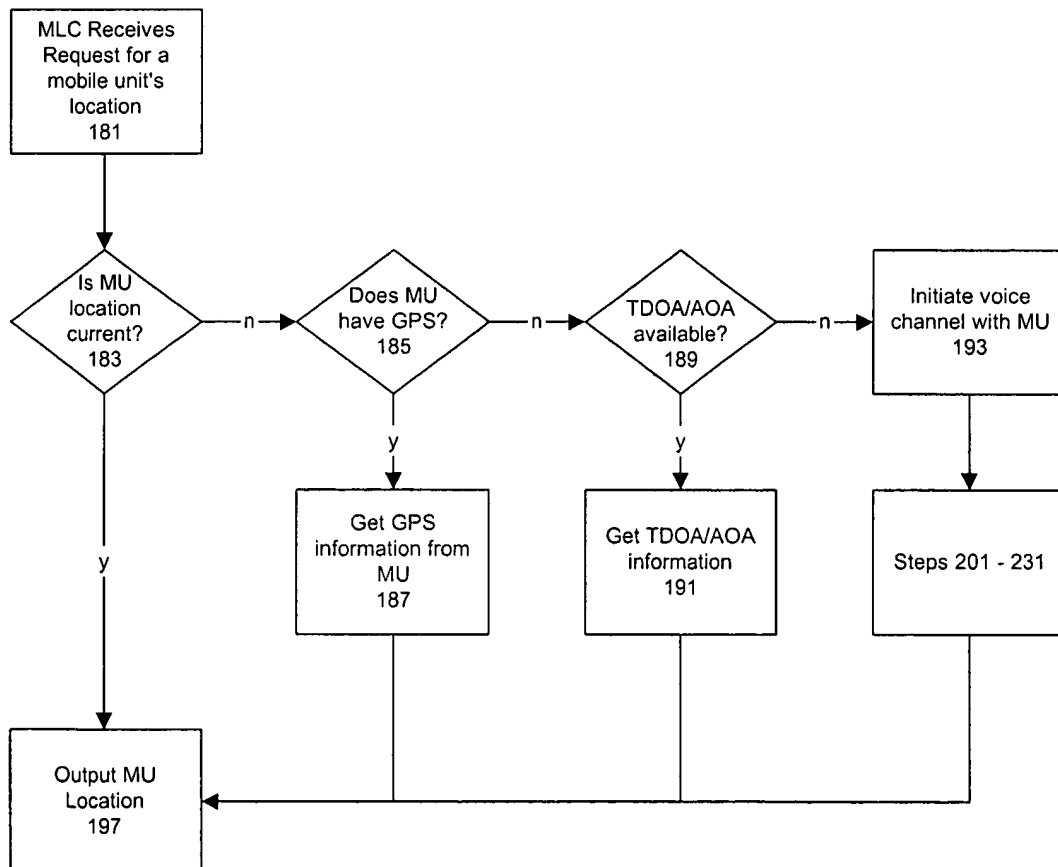 MLC Receives
Request for a
mobile unit's
location
181
Is MU
location
current?
183
n
Does MU
have GPS?
185
n
TDOA/AOA
available?
189
n
Initiate voice
channel with MU
193
y
y
y
Get GPS
information from
MU
187
Get TDOA/AOA
information
191
Steps 201 - 231
Output MU
Location
197